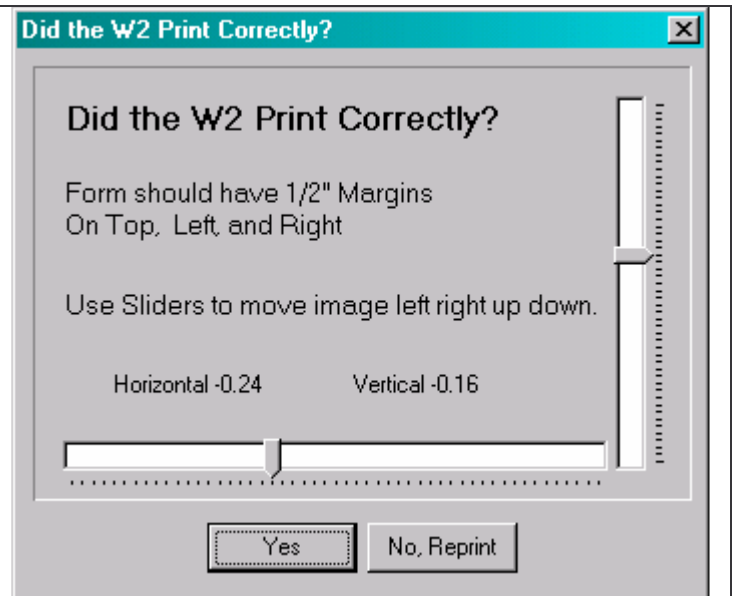 Did the W2 Print Correctly?
Did the W2 Print Correctly?
Form should have 1/2" Margins
On Top, Left, and Right
Use Sliders to move image left right up down.
Horizontal -0.24 Vertical -0.16
Yes No, Reprint